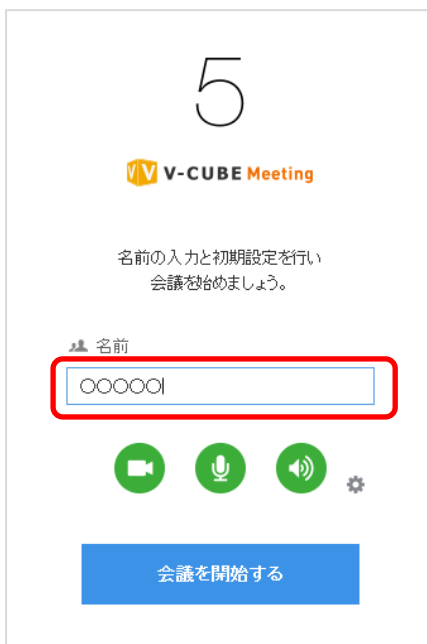 5
V-CUBE Meeting
名前の入力と初期設定を行い
会議を始めましょう。
名前
○○○○○
会議を開始する